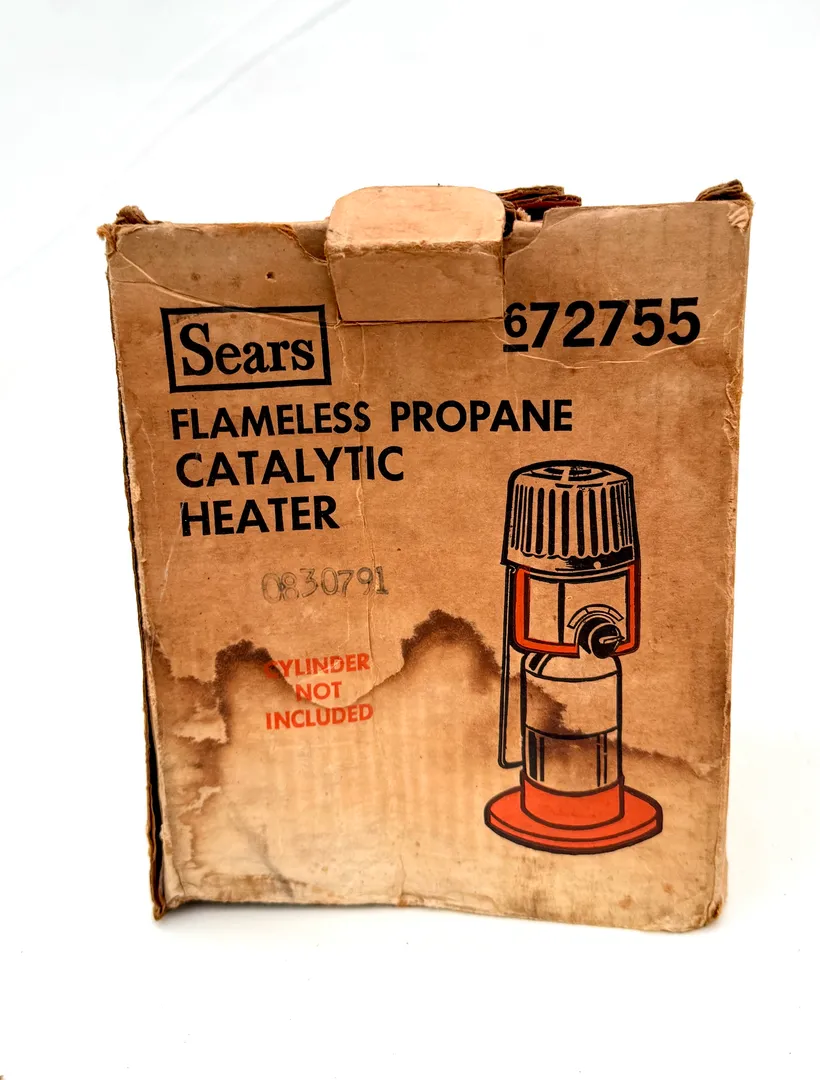 Sears
672755
FLAMELESS PROPANE
CATALYTIC
HEATER
0830791
CYLINDER
NOT
INCLUDED